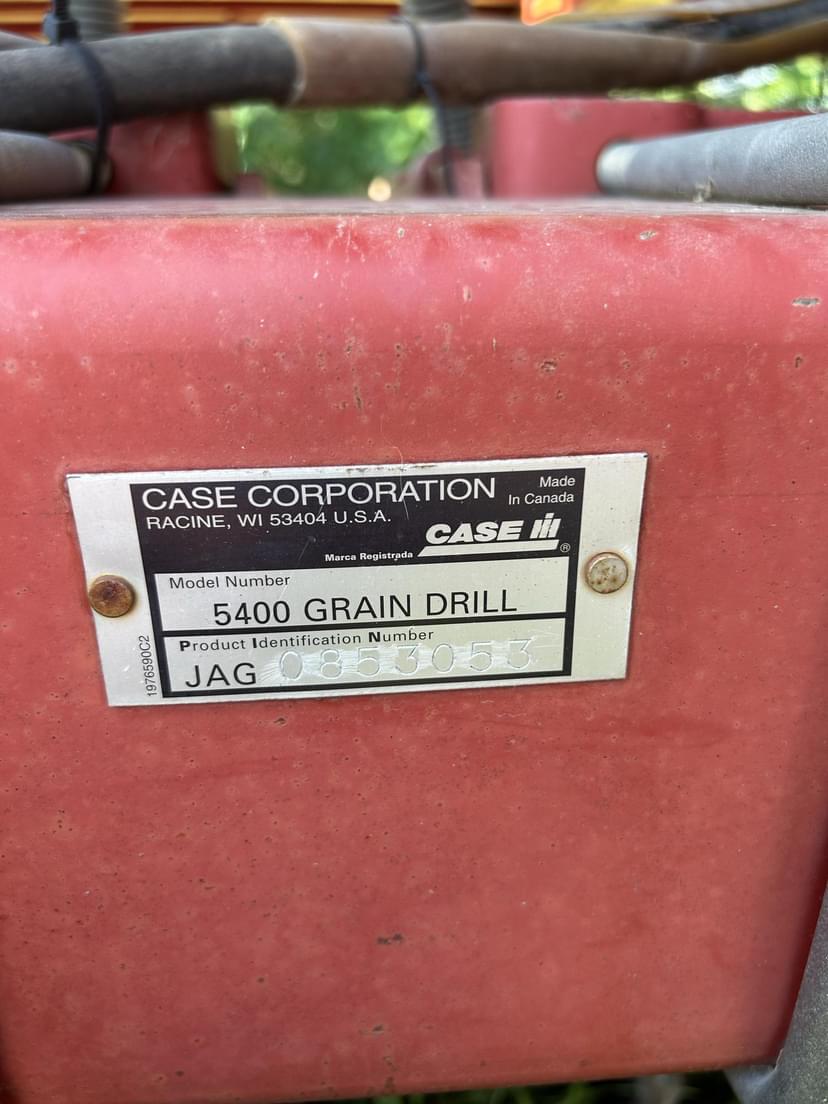 CASE CORPORATION
Made
In Canada
RACINE, WI 53404 U.S.A.
Marca Registrada
CASE IH ®
Model Number
5400 GRAIN DRILL
Product Identification Number
JAG 0853053
1976590C2